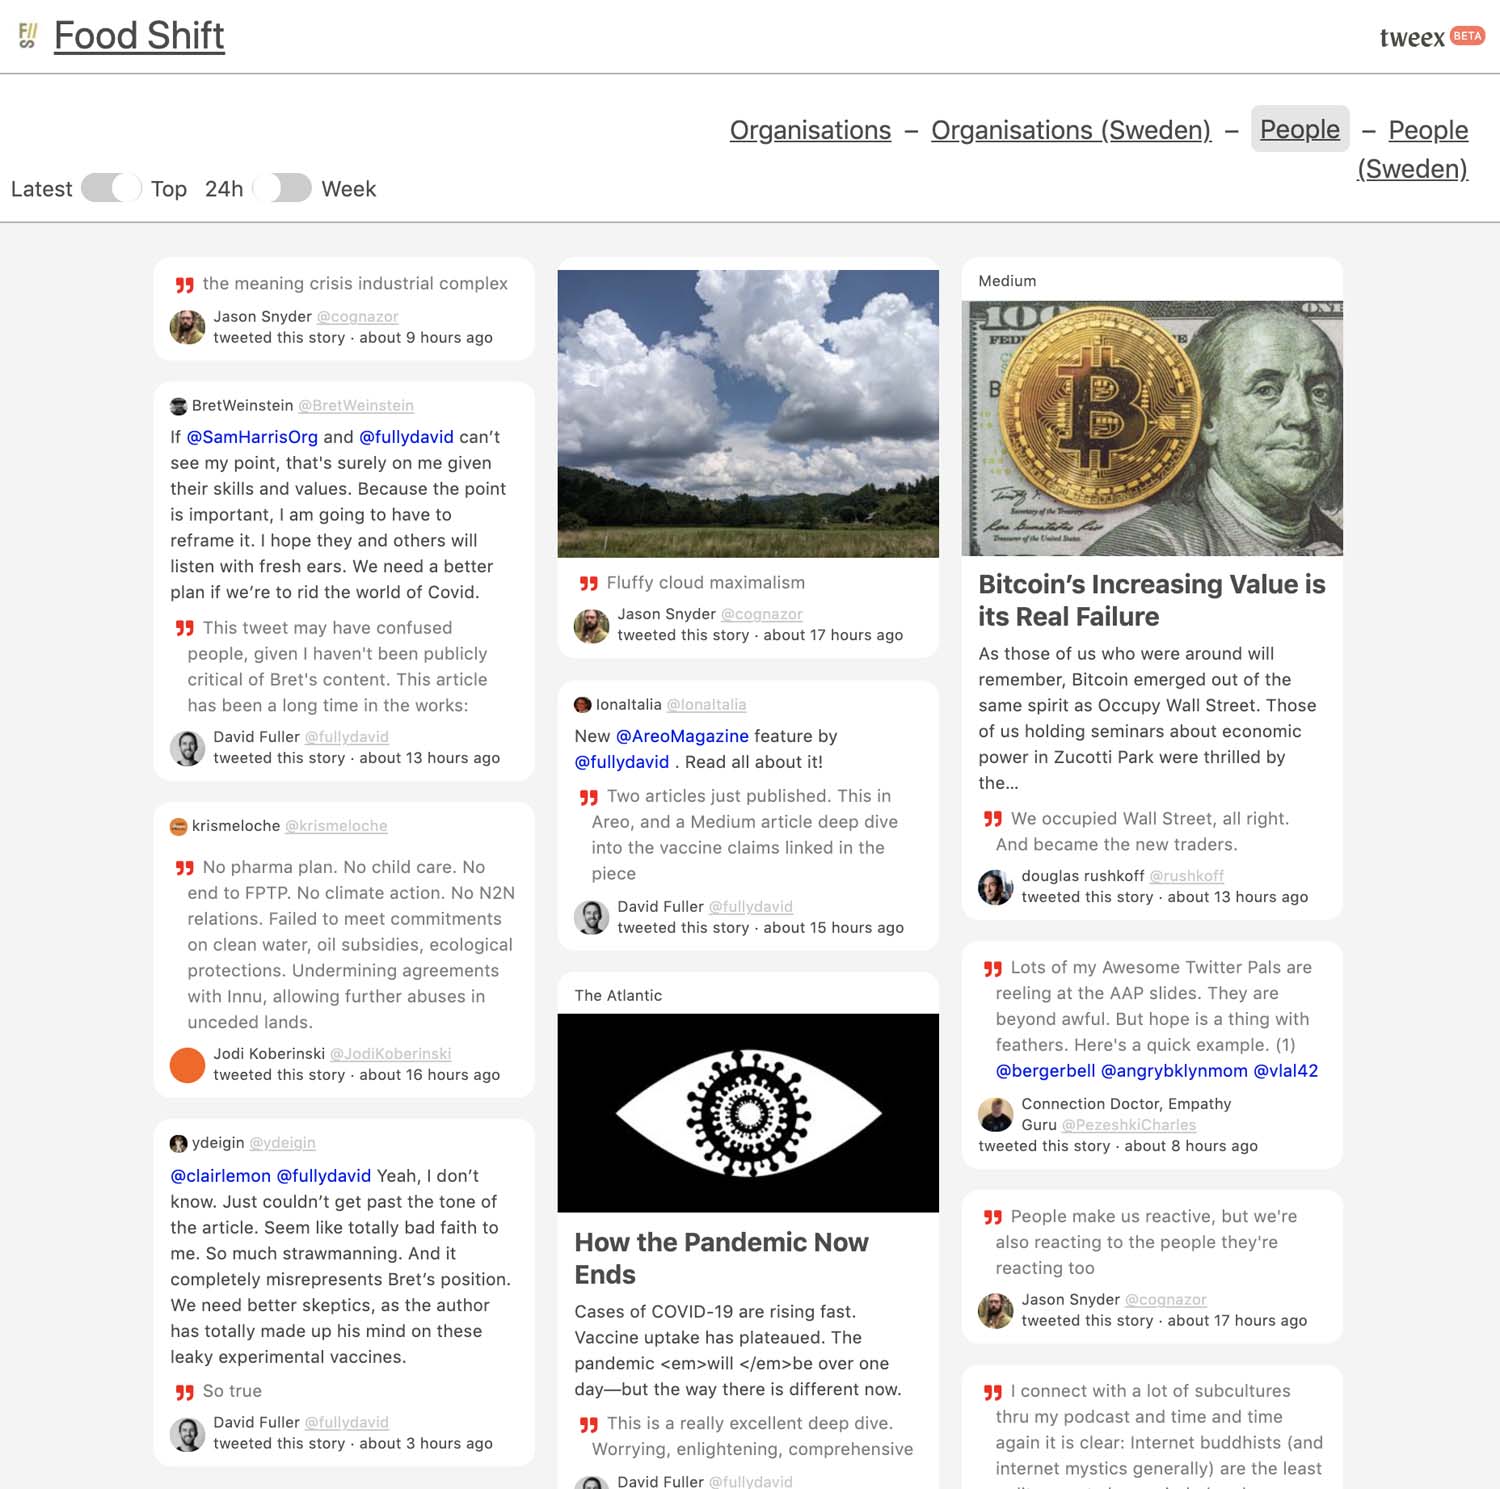 F//S
Food Shift
tweex BETA
Organisations – Organisations (Sweden) – People – People
(Sweden)
Latest Top 24h Week
the meaning crisis industrial complex
Jason Snyder @cognazor
tweeted this story · about 9 hours ago
BretWeinstein @BretWeinstein
If @SamHarrisOrg and @fullydavid can’t
see my point, that's surely on me given
their skills and values. Because the point
is important, I am going to have to
reframe it. I hope they and others will
listen with fresh ears. We need a better
plan if we’re to rid the world of Covid.
This tweet may have confused
people, given I haven't been publicly
critical of Bret's content. This article
has been a long time in the works:
David Fuller @fullydavid
tweeted this story · about 13 hours ago
krismeloche @krismeloche
No pharma plan. No child care. No
end to FPTP. No climate action. No N2N
relations. Failed to meet commitments
on clean water, oil subsidies, ecological
protections. Undermining agreements
with Innu, allowing further abuses in
unceded lands.
Jodi Koberinski @JodiKoberinski
tweeted this story · about 16 hours ago
ydeigin @ydeigin
@clairlemon @fullydavid Yeah, I don’t
know. Just couldn’t get past the tone of
the article. Seem like totally bad faith to
me. So much strawmanning. And it
completely misrepresents Bret’s position.
We need better skeptics, as the author
has totally made up his mind on these
leaky experimental vaccines.
So true
David Fuller @fullydavid
tweeted this story · about 3 hours ago
Fluffy cloud maximalism
Jason Snyder @cognazor
tweeted this story · about 17 hours ago
IonaItalia @IonaItalia
New @AreoMagazine feature by
@fullydavid . Read all about it!
Two articles just published. This in
Areo, and a Medium article deep dive
into the vaccine claims linked in the
piece
David Fuller @fullydavid
tweeted this story · about 15 hours ago
The Atlantic
How the Pandemic Now
Ends
Cases of COVID-19 are rising fast.
Vaccine uptake has plateaued. The
pandemic <em>will </em>be over one
day—but the way there is different now.
This is a really excellent deep dive.
Worrying, enlightening, comprehensive
David Fuller @fullydavid
Medium
100
ONE
FED
B
Secretary of the Treasury.
Treasurer of the United States.
Bitcoin’s Increasing Value is
its Real Failure
As those of us who were around will
remember, Bitcoin emerged out of the
same spirit as Occupy Wall Street. Those
of us holding seminars about economic
power in Zucotti Park were thrilled by
the...
We occupied Wall Street, all right.
And became the new traders.
douglas rushkoff @rushkoff
tweeted this story · about 13 hours ago
Lots of my Awesome Twitter Pals are
reeling at the AAP slides. They are
beyond awful. But hope is a thing with
feathers. Here's a quick example. (1)
@bergerbell @angrybklynmom @vlal42
Connection Doctor, Empathy
Guru @PezeshkiCharles
tweeted this story · about 8 hours ago
People make us reactive, but we're
also reacting to the people they're
reacting too
Jason Snyder @cognazor
tweeted this story · about 17 hours ago
I connect with a lot of subcultures
thru my podcast and time and time
again it is clear: Internet buddhists (and
internet mystics generally) are the least